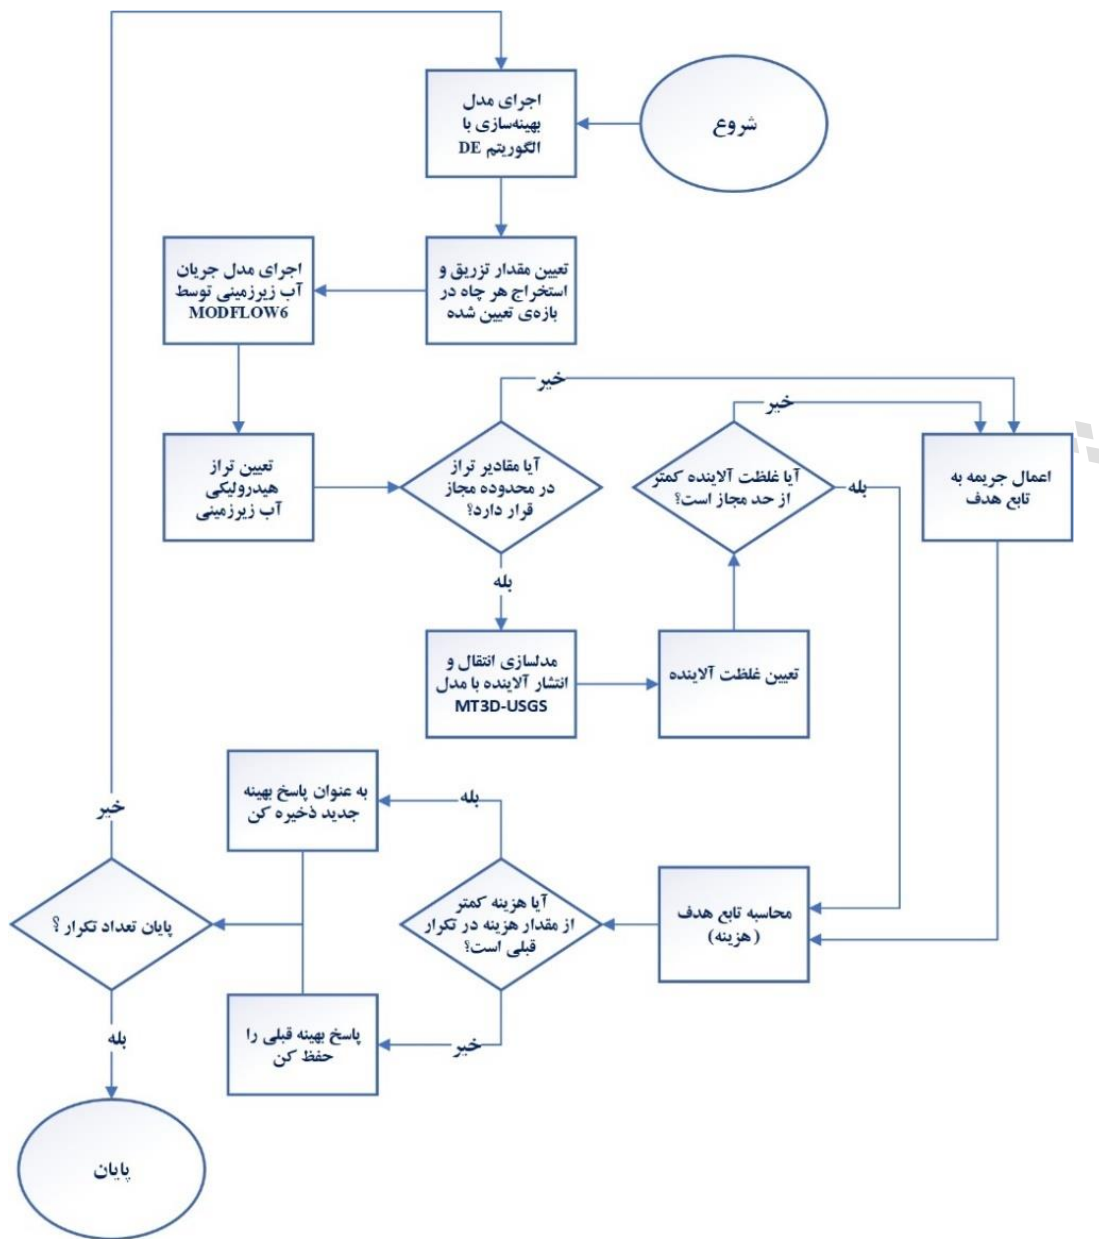 شروع
اجرای مدل
بهینه‌سازی با
الگوریتم DE
تعیین مقدار تزریق و
استخراج هر چاه در
بازه‌ی تعیین شده
اجرای مدل جریان
آب زیرزمینی توسط
MODFLOW6
تعیین تراز
هیدرولیکی
آب زیرزمینی
آیا مقادیر تراز
در محدوده مجاز
قرار دارد؟
خیر
بله
مدلسازی انتقال و
انتشار آلاینده با مدل
MT3D-USGS
تعیین غلظت آلاینده
آیا غلظت آلاینده کمتر
از حد مجاز است؟
خیر
بله
اعمال جریمه به
تابع هدف
محاسبه تابع هدف
(هزینه)
آیا هزینه کمتر
از مقدار هزینه در تکرار
قبلی است؟
بله
خیر
به عنوان پاسخ بهینه
جدید ذخیره کن
پاسخ بهینه قبلی را
حفظ کن
پایان تعداد تکرار ؟
خیر
بله
پایان